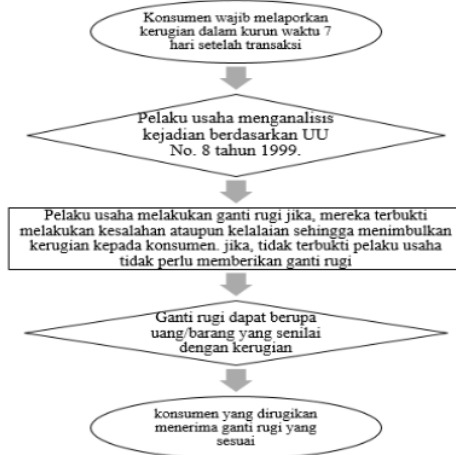 Konsumen wajib melaporkan
kerugian dalam kurun waktu 7
hari setelah transaksi
Pelaku usaha menganalisis
kejadian berdasarkan UU
No. 8 tahun 1999.
Pelaku usaha melakukan ganti rugi jika, mereka terbukti
melakukan kesalahan ataupun kelalaian sehingga menimbulkan
kerugian kepada konsumen. jika, tidak terbukti pelaku usaha
tidak perlu memberikan ganti rugi
Ganti rugi dapat berupa
uang/barang yang senilai
dengan kerugian
konsumen yang dirugikan
menerima ganti rugi yang
sesuai